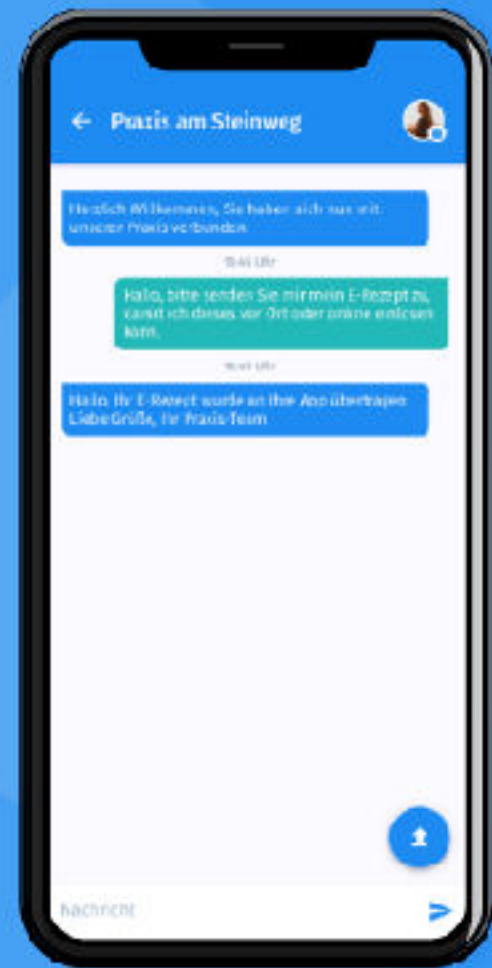 Praxis am Steinweg
Herzlich Willkommen, Sie haben sich nun mit
unserer Praxis verbunden
Uhr
Hallo, bitte senden Sie mir mein E-Rezept zu,
damit ich dieses vor Ort oder online einlösen
kann.
Uhr
Hallo, Ihr E-Rezept wurde an Ihre App übertragen
Liebe Grüße, Ihr Praxis-Team
Nachricht